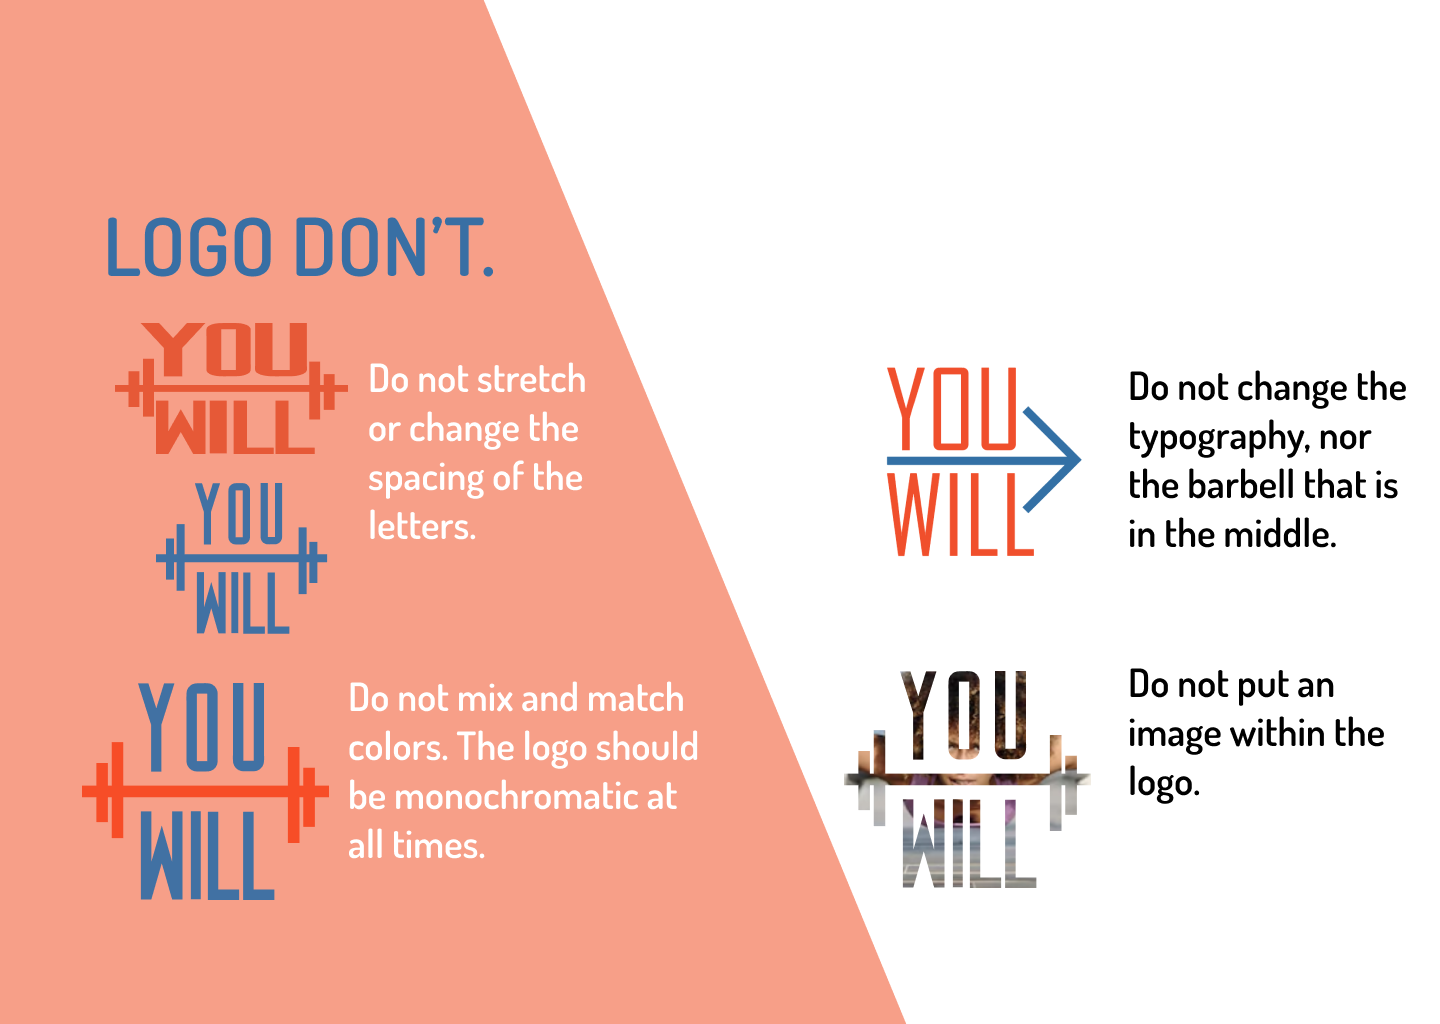 LOGO DON'T.
YOU
WILL
Do not stretch
or change the
spacing of the
letters.
YOU
WILL
YOU
WILL
Do not mix and match
colors. The logo should
be monochromatic at
all times.
YOU
WILL
Do not change the
typography, nor
the barbell that is
in the middle.
YOU
WILL
Do not put an
image within the
logo.